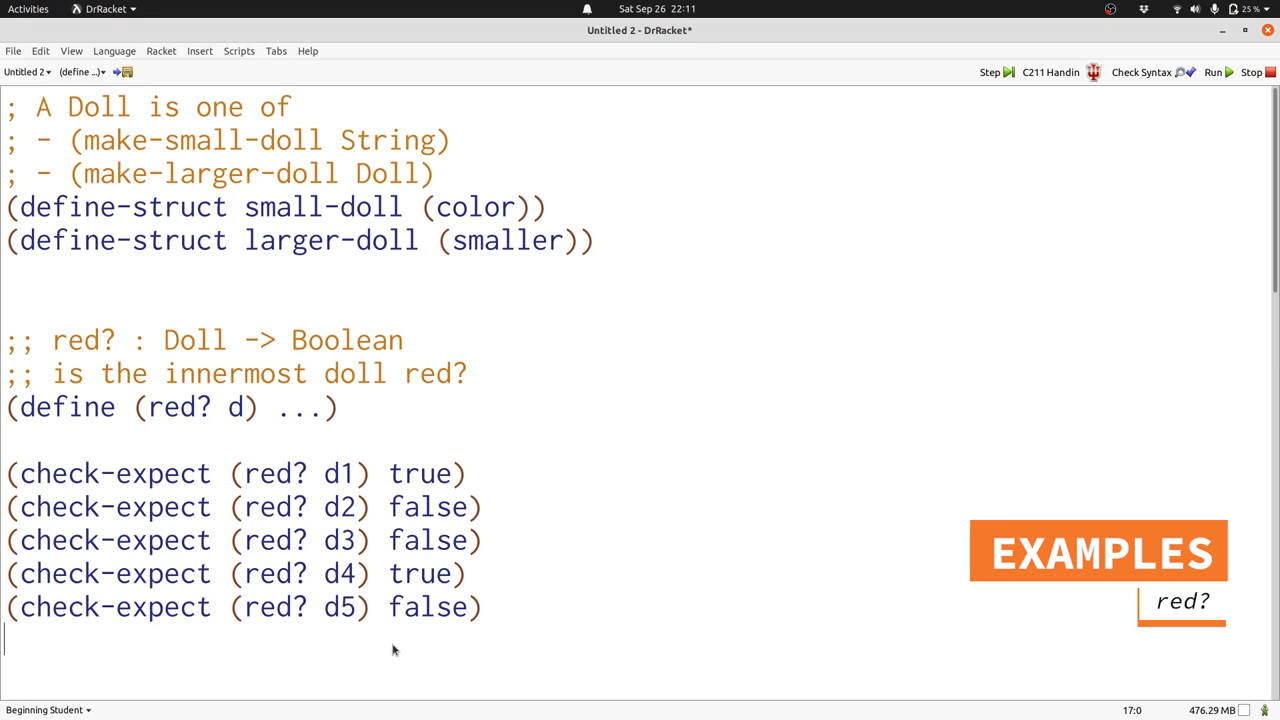 Activities DrRacket Sat Sep 26 22:11 25 %
Untitled 2 - DrRacket*
File Edit View Language Racket Insert Scripts Tabs Help
Untitled 2 (define ...) Step C211 Handin Check Syntax Run Stop
; A Doll is one of
; - (make-small-doll String)
; - (make-larger-doll Doll)
(define-struct small-doll (color))
(define-struct larger-doll (smaller))
;; red? : Doll -> Boolean
;; is the innermost doll red?
(define (red? d) ...)
(check-expect (red? d1) true)
(check-expect (red? d2) false)
(check-expect (red? d3) false)
(check-expect (red? d4) true)
(check-expect (red? d5) false)
EXAMPLES
red?
Beginning Student 17:0 476.29 MB